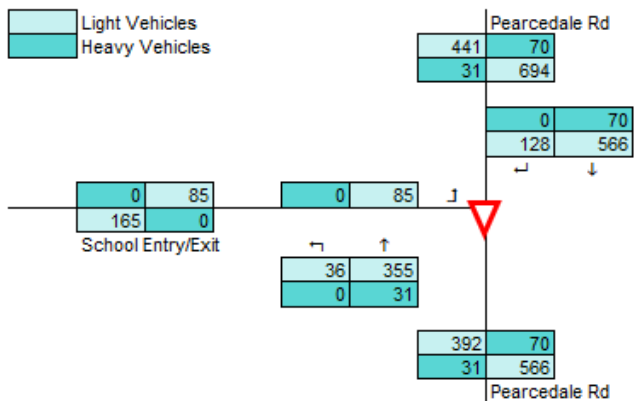 Light Vehicles
Heavy Vehicles
Pearcedale Rd
441 70
31 694
0 70
128 566
↵ ↓
0 85
165 0
School Entry/Exit
0 85 ⮥
↰ ↑
36 355
0 31
392 70
31 566
Pearcedale Rd